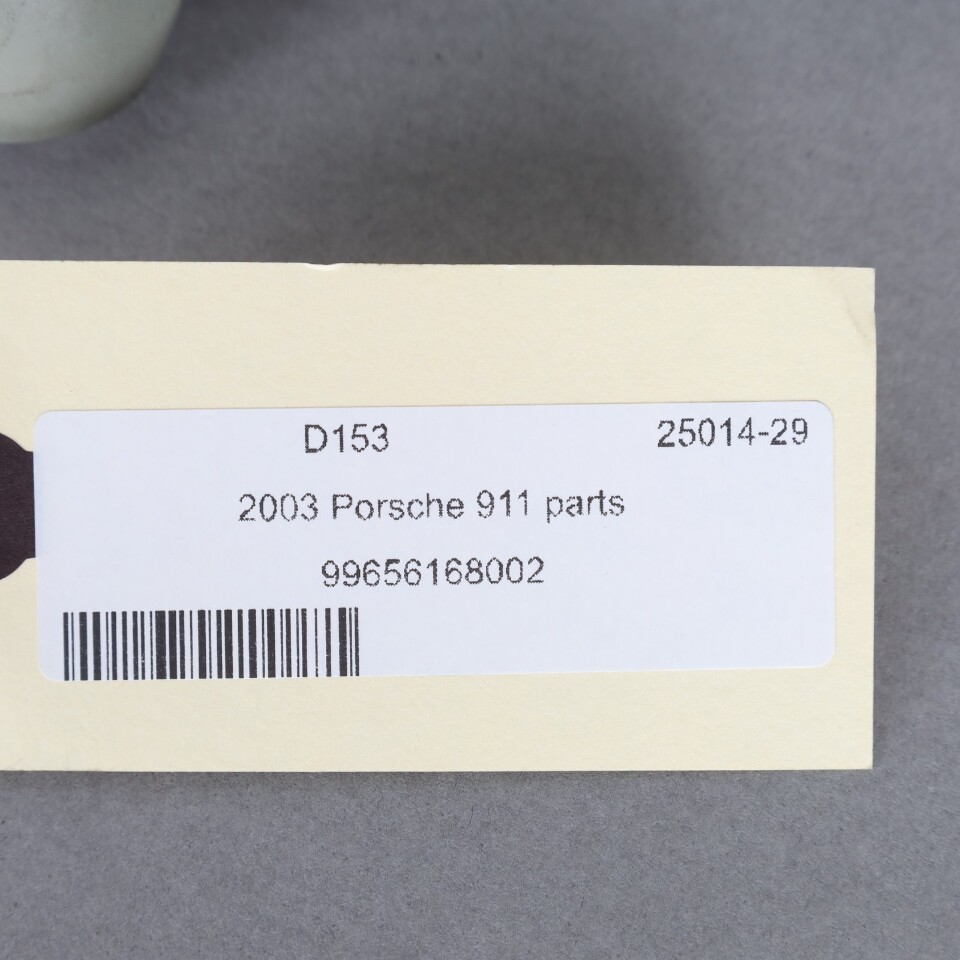 D153 25014-29
2003 Porsche 911 parts
99656168002